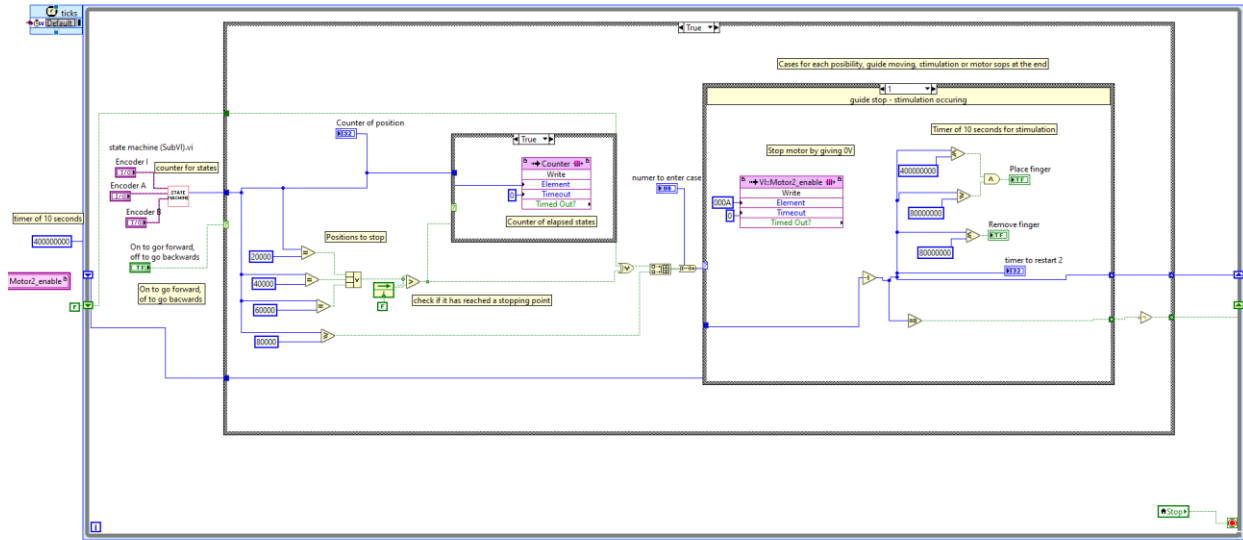 ticks
Default
True
Cases for each posibility, guide moving, stimulation or motor sops at the end
1
guide stop - stimulation occuring
Counter of position
I32
True
Timer of 10 seconds for stimulation
state machine (SubVI).vi
Encoder I
counter for states
I/O
Encoder A
I/O
Encoder B
I/O
STATE
MACHINE
Counter
Write
Element
0
Timeout
Timed Out?
Counter of elapsed states
Stop motor by giving 0V
numer to enter case
VI::Motor2_enable
Write
000A
Element
0
Timeout
Timed Out?
400000000
Place finger
TF
80000000
Remove finger
TF
80000000
timer to restart 2
I32
timer of 10 seconds
400000000
On to gor forward,
off to go backwards
TF
Motor2_enable
F
On to go forward,
of to go bacwards
Positions to stop
20000
40000
60000
80000
F
check if it has reached a stopping point
i
Stop